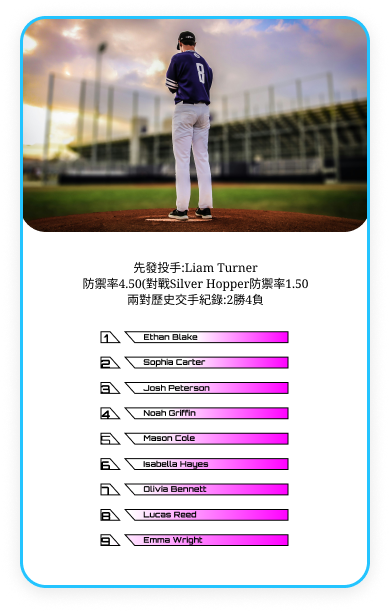 8
先發投手:Liam Turner
防禦率4.50(對戰Silver Hopper防禦率1.50
兩對歷史交手紀錄:2勝4負
1 Ethan Blake
2 Sophia Carter
3 Josh Peterson
4 Noah Griffin
5 Mason Cole
6 Isabella Hayes
7 Olivia Bennett
8 Lucas Reed
9 Emma Wright